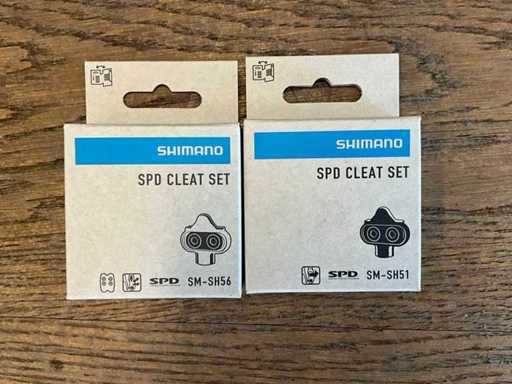 SHIMANO
SPD CLEAT SET
SPD SM-SH56
SHIMANO
SPD CLEAT SET
SPD SM-SH51